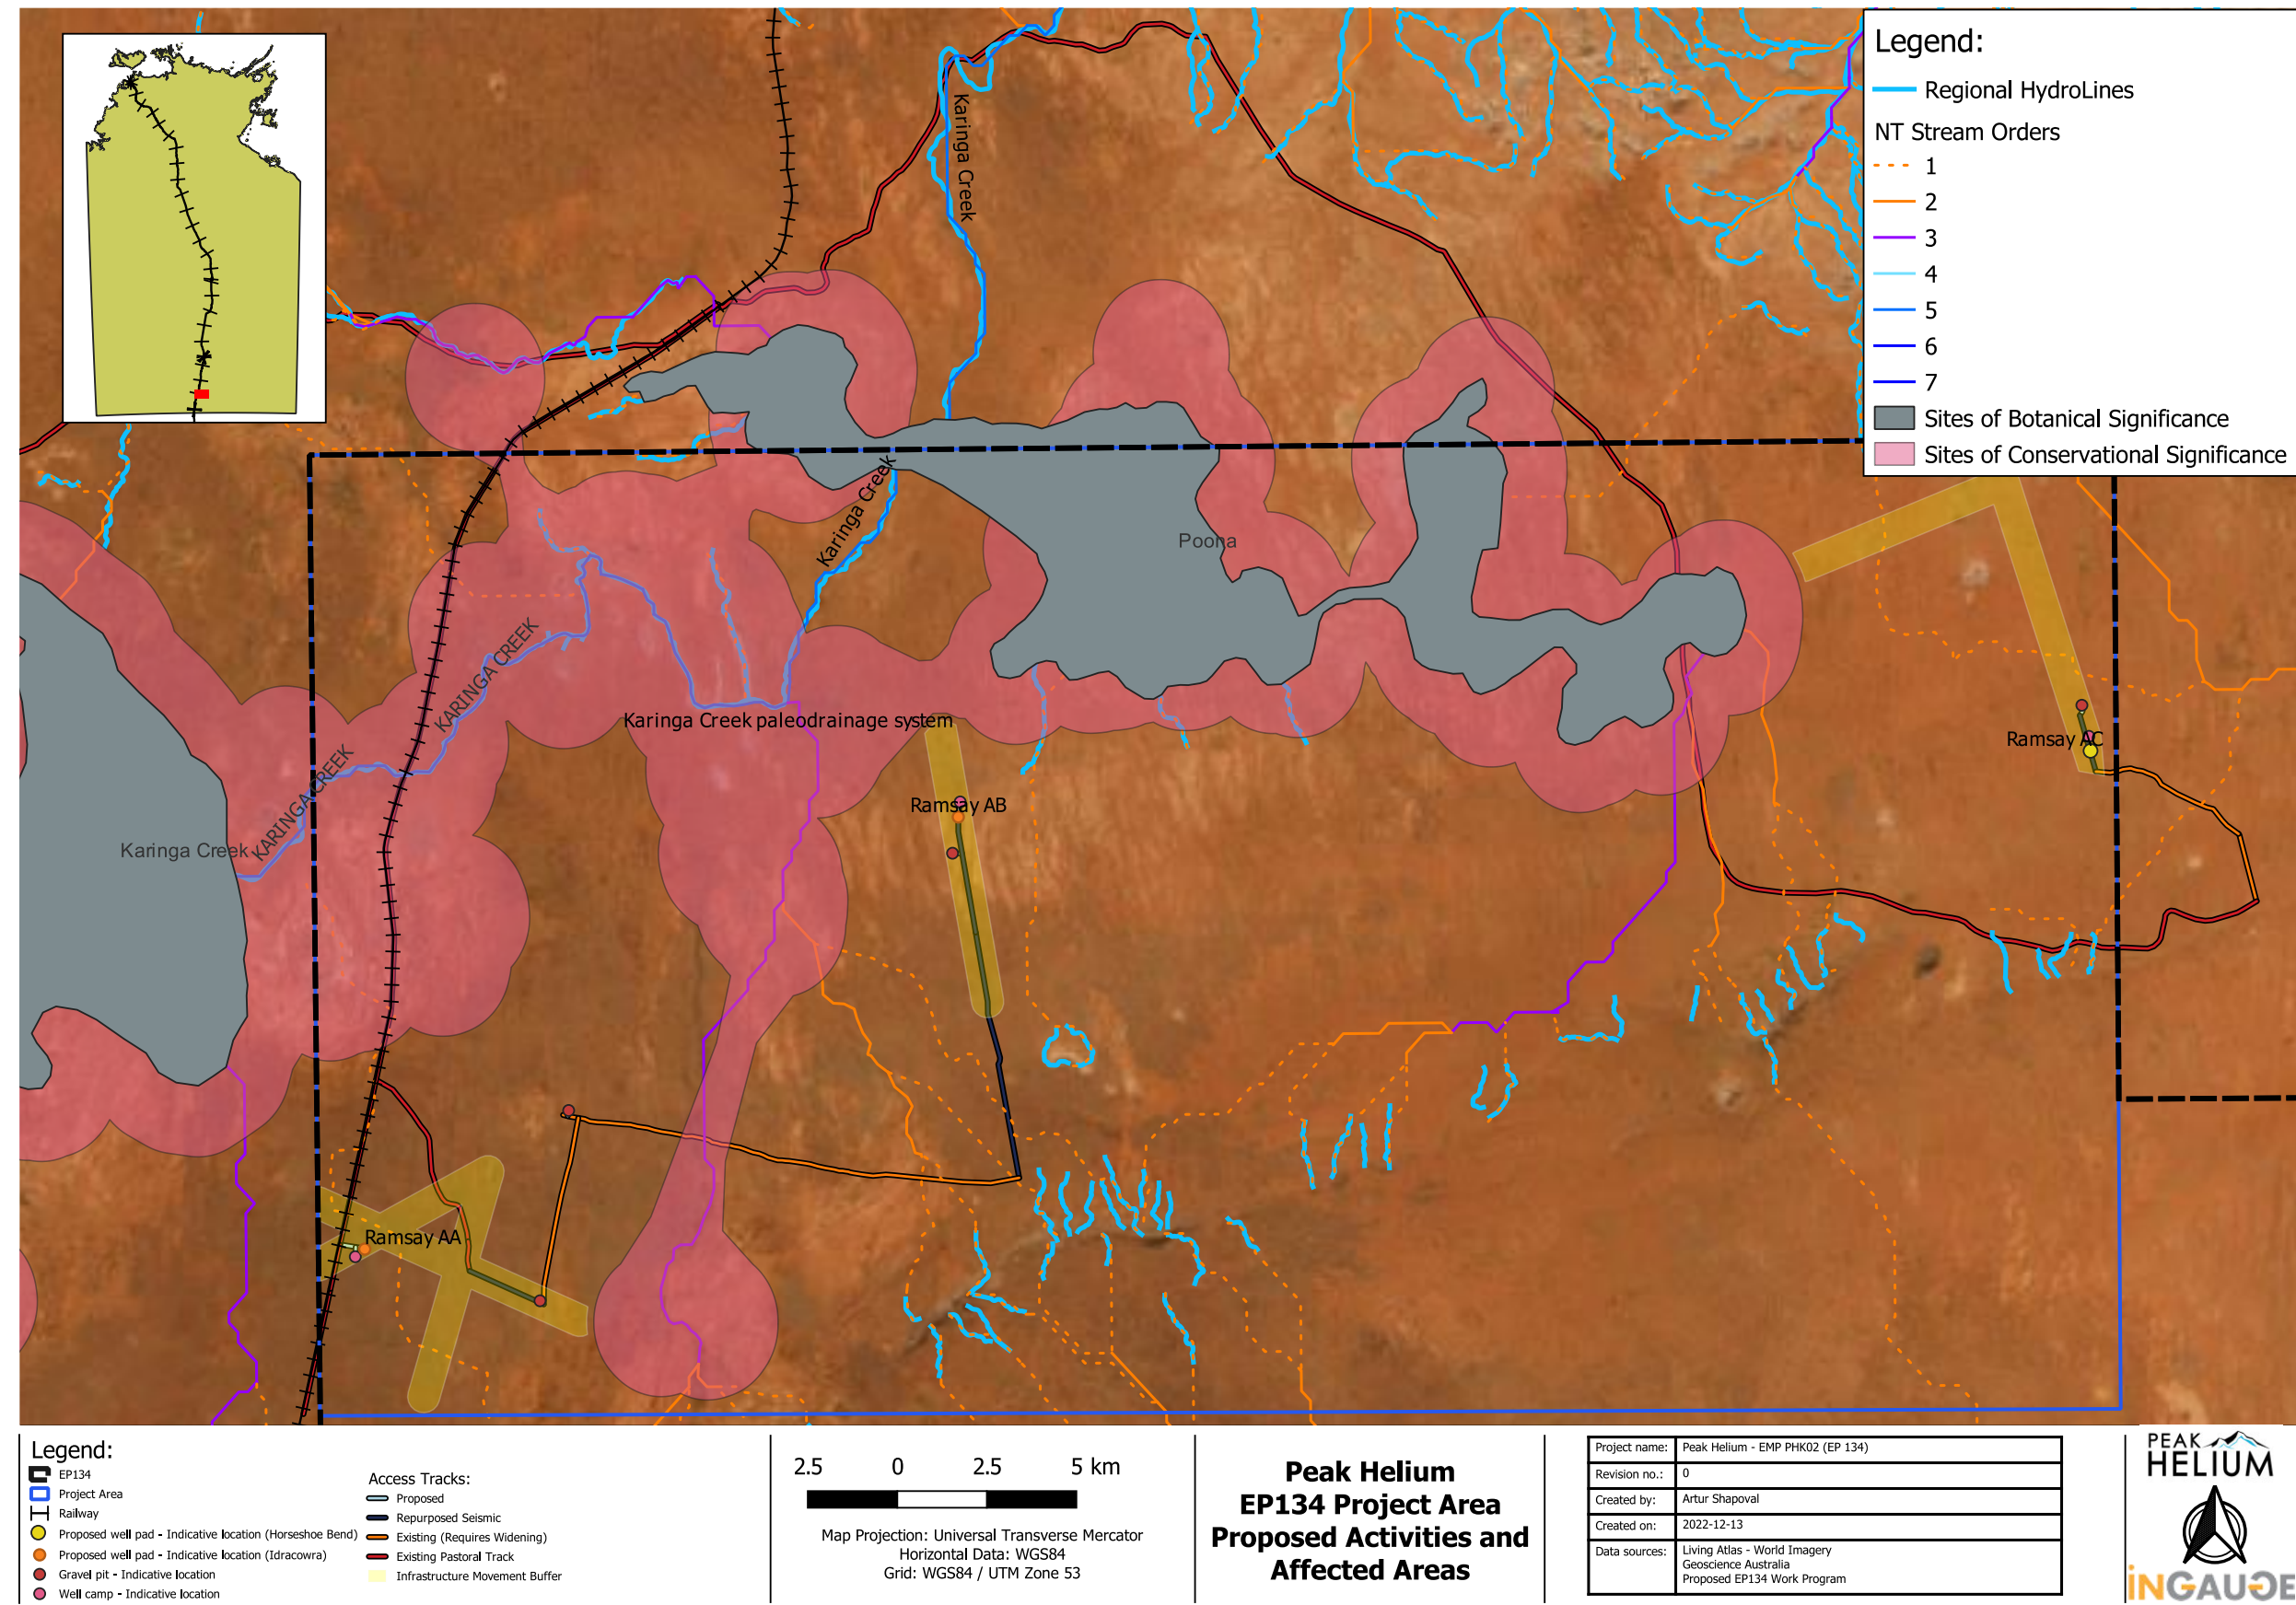 Legend:
Regional HydroLines
NT Stream Orders
1
2
3
4
5
6
7
Sites of Botanical Significance
Sites of Conservational Significance
Karinga Creek
Karinga Creek
Poona
KARINGA CREEK
Karinga Creek paleodrainage system
Ramsay AC
KARINGA CREEK
Ramsay AB
Karinga Creek
Ramsay AA
Legend:
EP134
Project Area
Railway
Proposed well pad - Indicative location (Horseshoe Bend)
Proposed well pad - Indicative location (Idracowra)
Gravel pit - Indicative location
Well camp - Indicative location
Access Tracks:
Proposed
Repurposed Seismic
Existing (Requires Widening)
Existing Pastoral Track
Infrastructure Movement Buffer
2.5 0 2.5 5 km
Map Projection: Universal Transverse Mercator
Horizontal Data: WGS84
Grid: WGS84 / UTM Zone 53
Peak Helium
EP134 Project Area
Proposed Activities and
Affected Areas
Project name: Peak Helium - EMP PHK02 (EP 134)
Revision no.: 0
Created by: Artur Shapoval
Created on: 2022-12-13
Data sources: Living Atlas - World Imagery
Geoscience Australia
Proposed EP134 Work Program
PEAK
HELIUM
INGAUGE